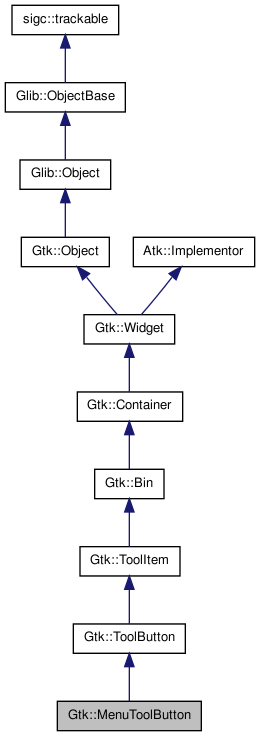 sigc::trackable
Glib::ObjectBase
Glib::Object
Gtk::Object
Atk::Implementor
Gtk::Widget
Gtk::Container
Gtk::Bin
Gtk::ToolItem
Gtk::ToolButton
Gtk::MenuToolButton